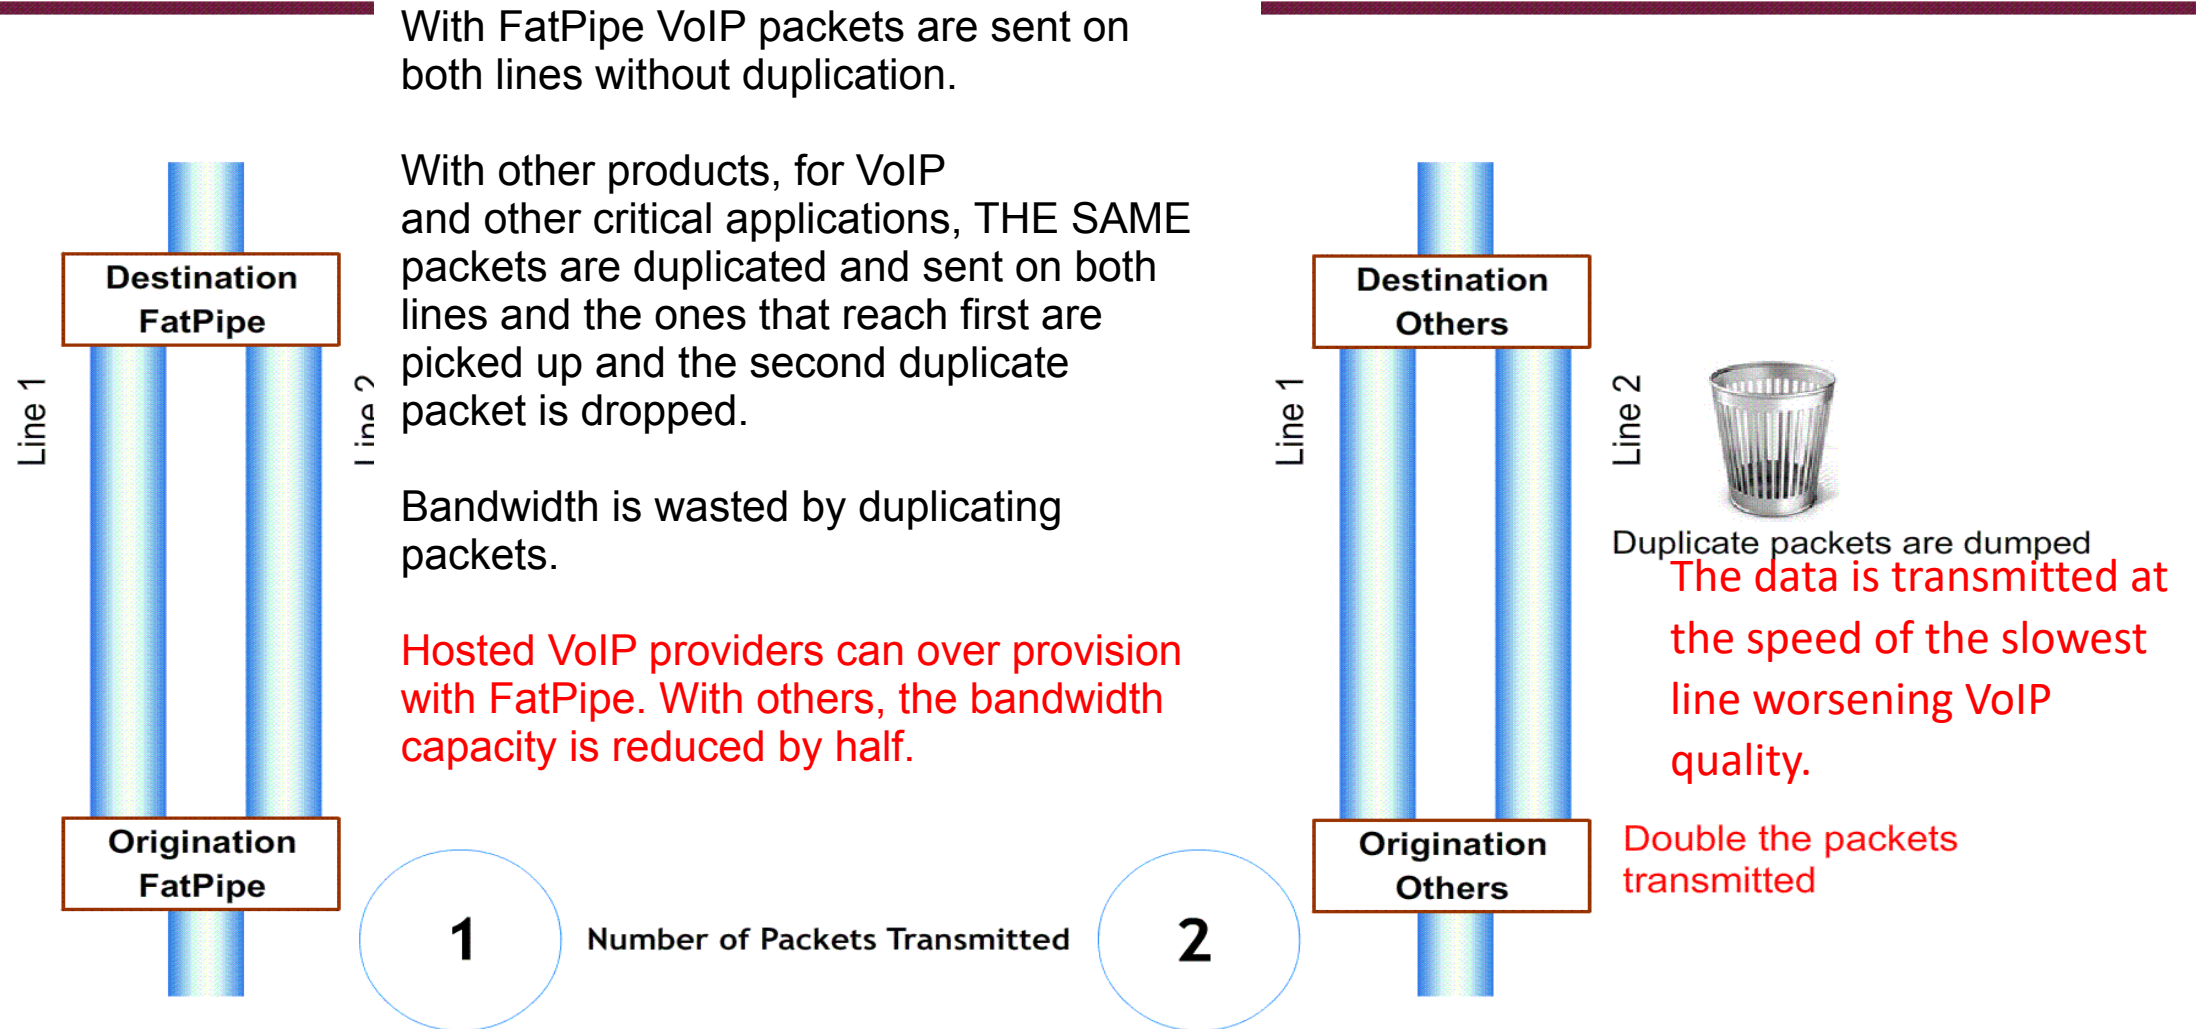 With FatPipe VoIP packets are sent on
both lines without duplication.
With other products, for VoIP
and other critical applications, THE SAME
packets are duplicated and sent on both
lines and the ones that reach first are
picked up and the second duplicate
packet is dropped.
Bandwidth is wasted by duplicating
packets.
Hosted VoIP providers can over provision
with FatPipe. With others, the bandwidth
capacity is reduced by half.
Destination
FatPipe
Line 1
Line 2
Origination
FatPipe
1
Number of Packets Transmitted
2
Destination
Others
Line 1
Line 2
Duplicate packets are dumped
The data is transmitted at
the speed of the slowest
line worsening VoIP
quality.
Origination
Others
Double the packets
transmitted